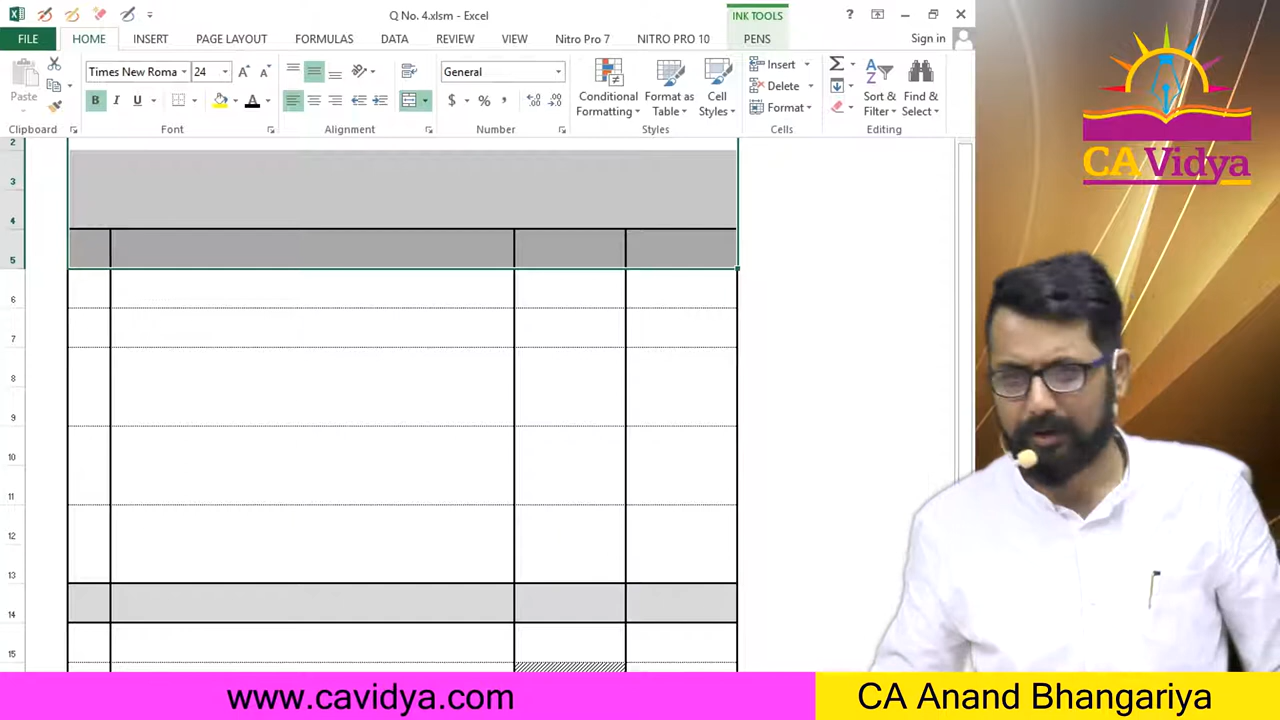 Q No. 4.xlsm - Excel
INK TOOLS
?
FILE HOME INSERT PAGE LAYOUT FORMULAS DATA REVIEW VIEW Nitro Pro 7 NITRO PRO 10 PENS Sign in
Paste
Clipboard
Times New Roma 24
B I U A
Font
Alignment
General
$ % ,
Number
Conditional Formatting
Format as Table
Cell Styles
Styles
Insert
Delete
Format
Cells
Sort & Filter
Find & Select
Editing
2
3
4
5
6
7
8
9
10
11
12
13
14
15
CA Vidya
www.cavidya.com
CA Anand Bhangariya